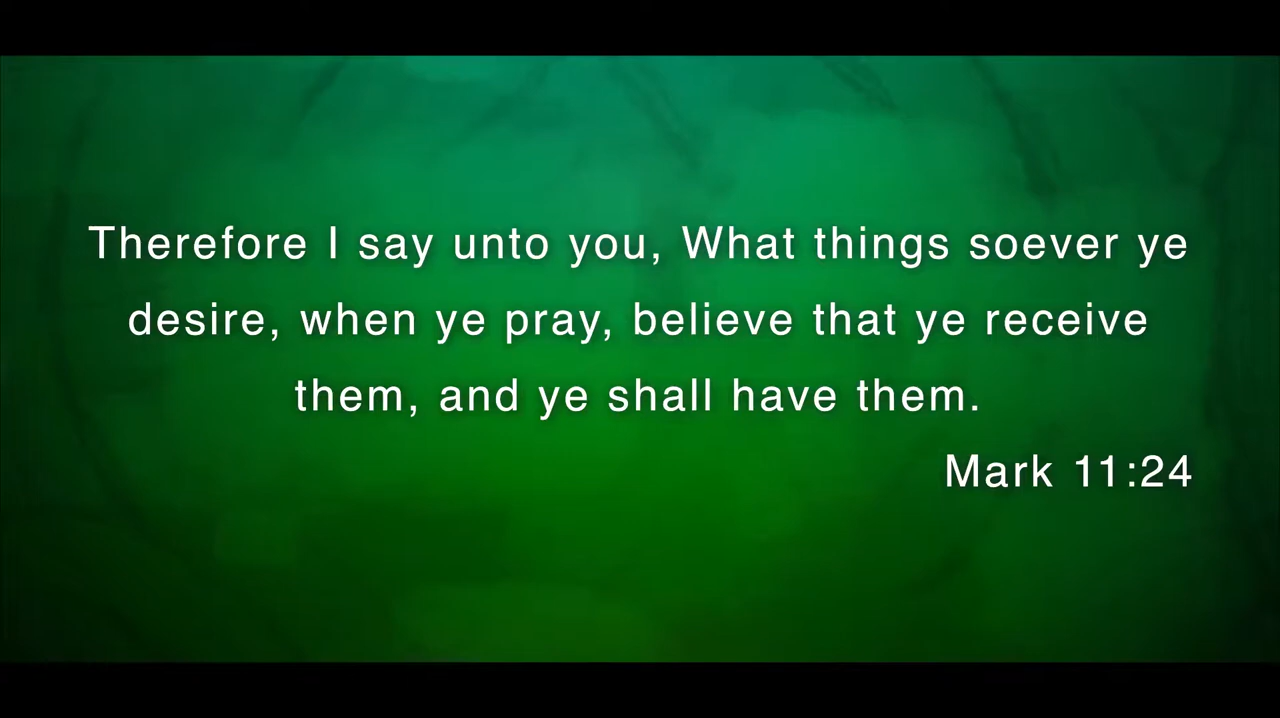 Therefore I say unto you, What things soever ye
desire, when ye pray, believe that ye receive
them, and ye shall have them.
Mark 11:24